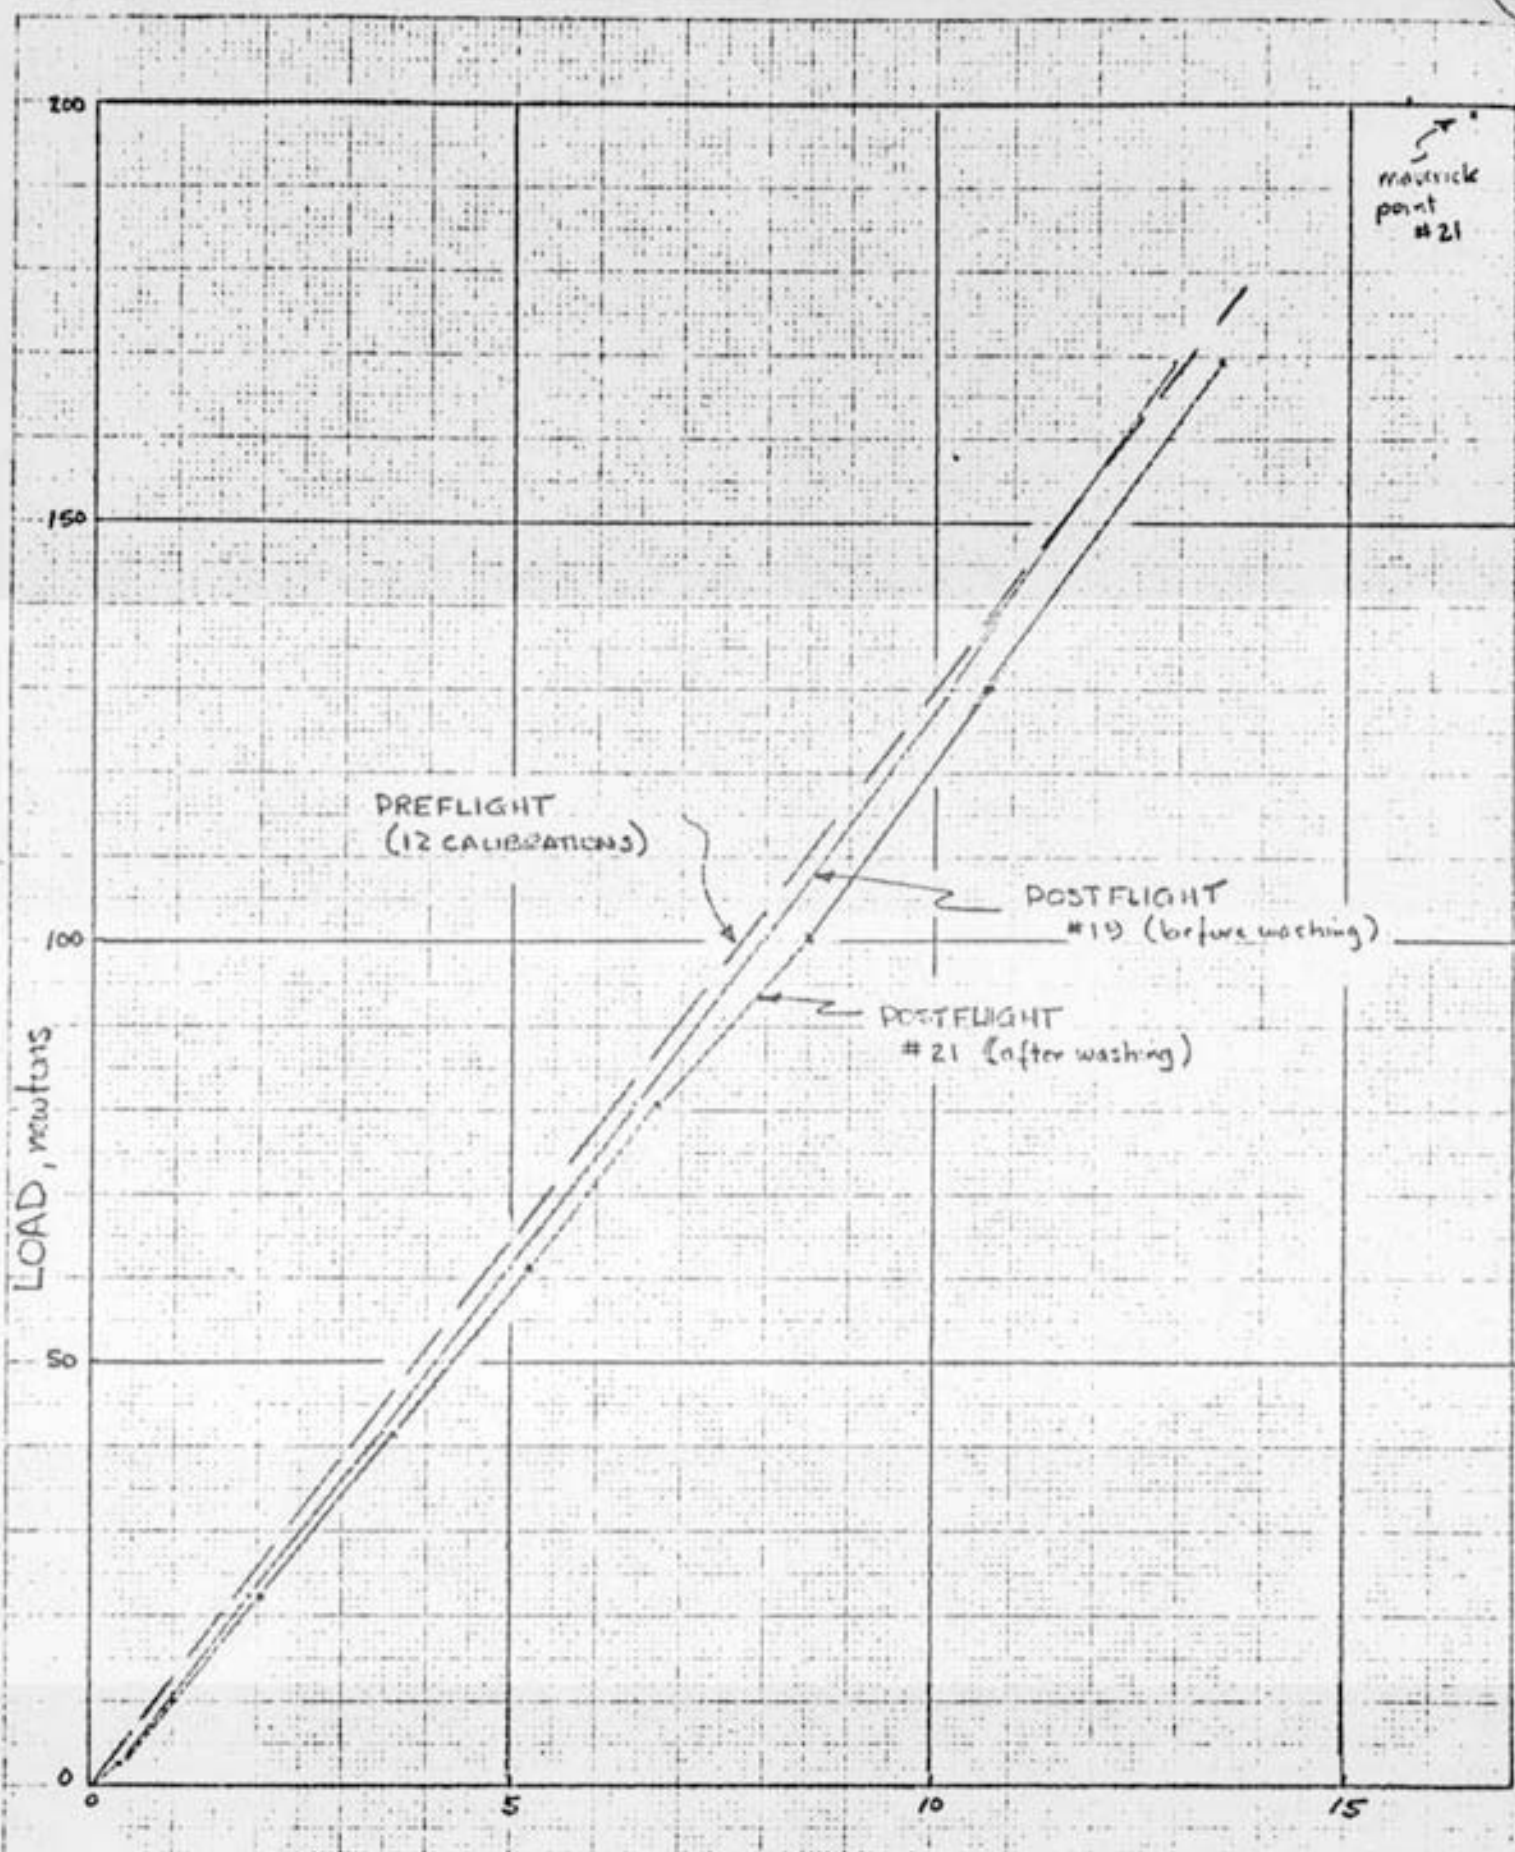 200
maverick
point
#21
150
PREFLIGHT
(12 CALIBRATIONS)
POSTFLIGHT
#19 (before washing)
100
POSTFLIGHT
#21 (after washing)
LOAD, newtons
50
0
0 5 10 15